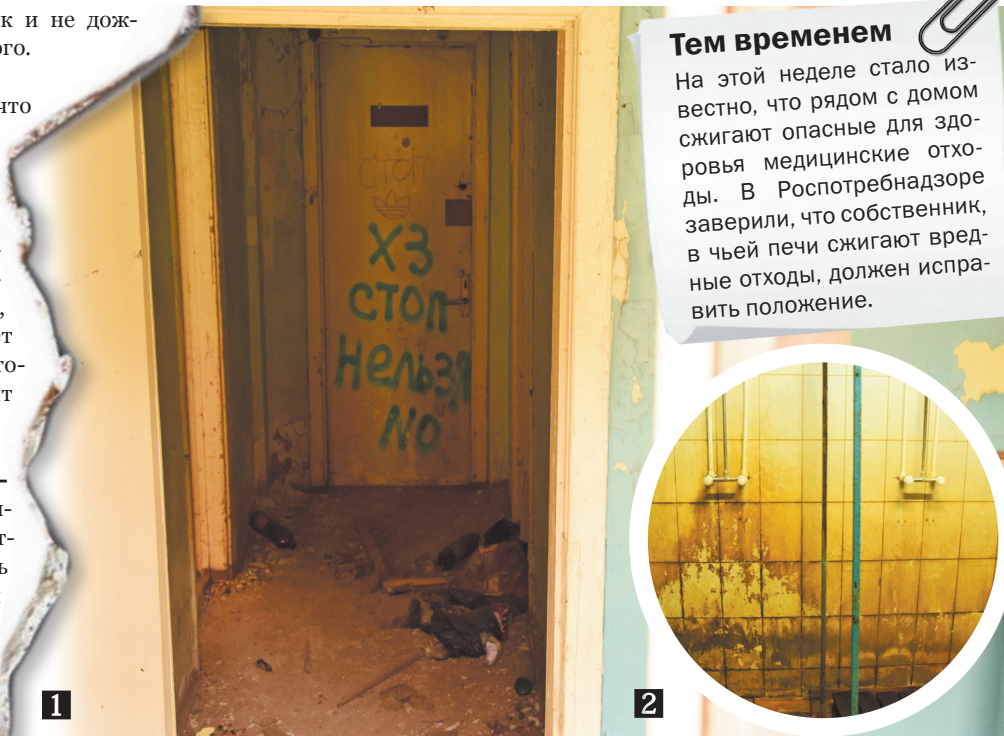 к и не дож-
ого.
что
Тем временем
На этой неделе стало из-
вестно, что рядом с домом
сжигают опасные для здо-
ровья медицинские отхо-
ды. В Роспотребнадзоре
заверили, что собственник,
в чьей печи сжигают вред-
ные отходы, должен испра-
вить положение.
СТОП
ХЗ
СТОП
НЕЛЬЗЯ
NO
1
2